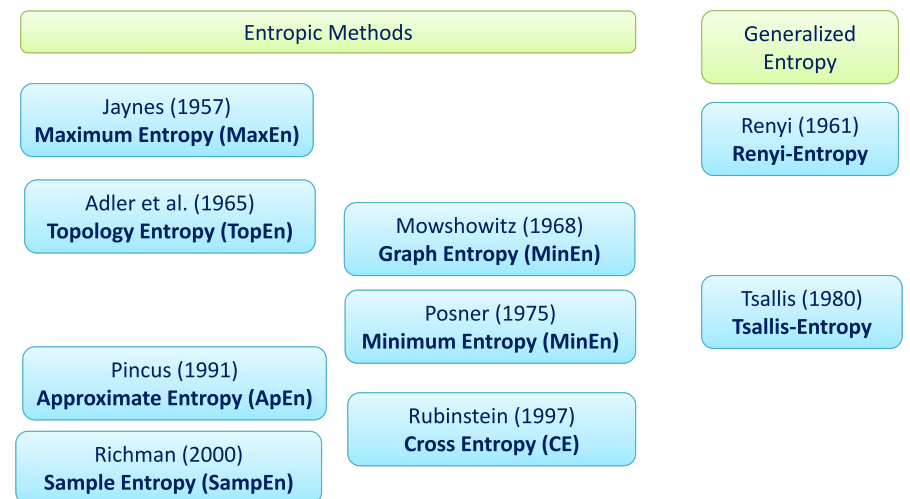 Entropic Methods
Generalized
Entropy
Jaynes (1957)
Maximum Entropy (MaxEn)
Renyi (1961)
Renyi-Entropy
Adler et al. (1965)
Topology Entropy (TopEn)
Mowshowitz (1968)
Graph Entropy (MinEn)
Posner (1975)
Minimum Entropy (MinEn)
Tsallis (1980)
Tsallis-Entropy
Pincus (1991)
Approximate Entropy (ApEn)
Rubinstein (1997)
Cross Entropy (CE)
Richman (2000)
Sample Entropy (SampEn)